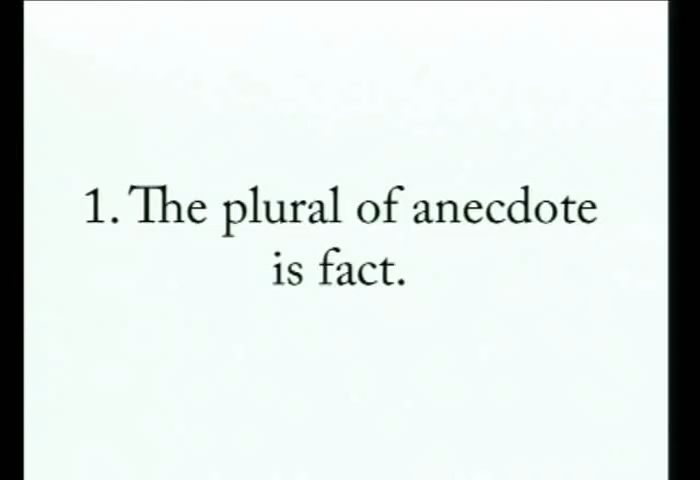 1. The plural of anecdote
is fact.